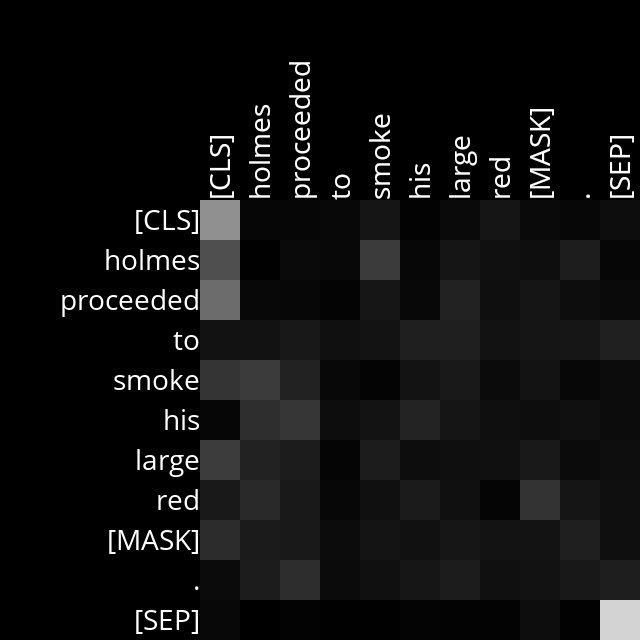 [CLS] holmes proceeded to smoke his large red [MASK] . [SEP]
[CLS]
holmes
proceeded
to
smoke
his
large
red
[MASK]
.
[SEP]